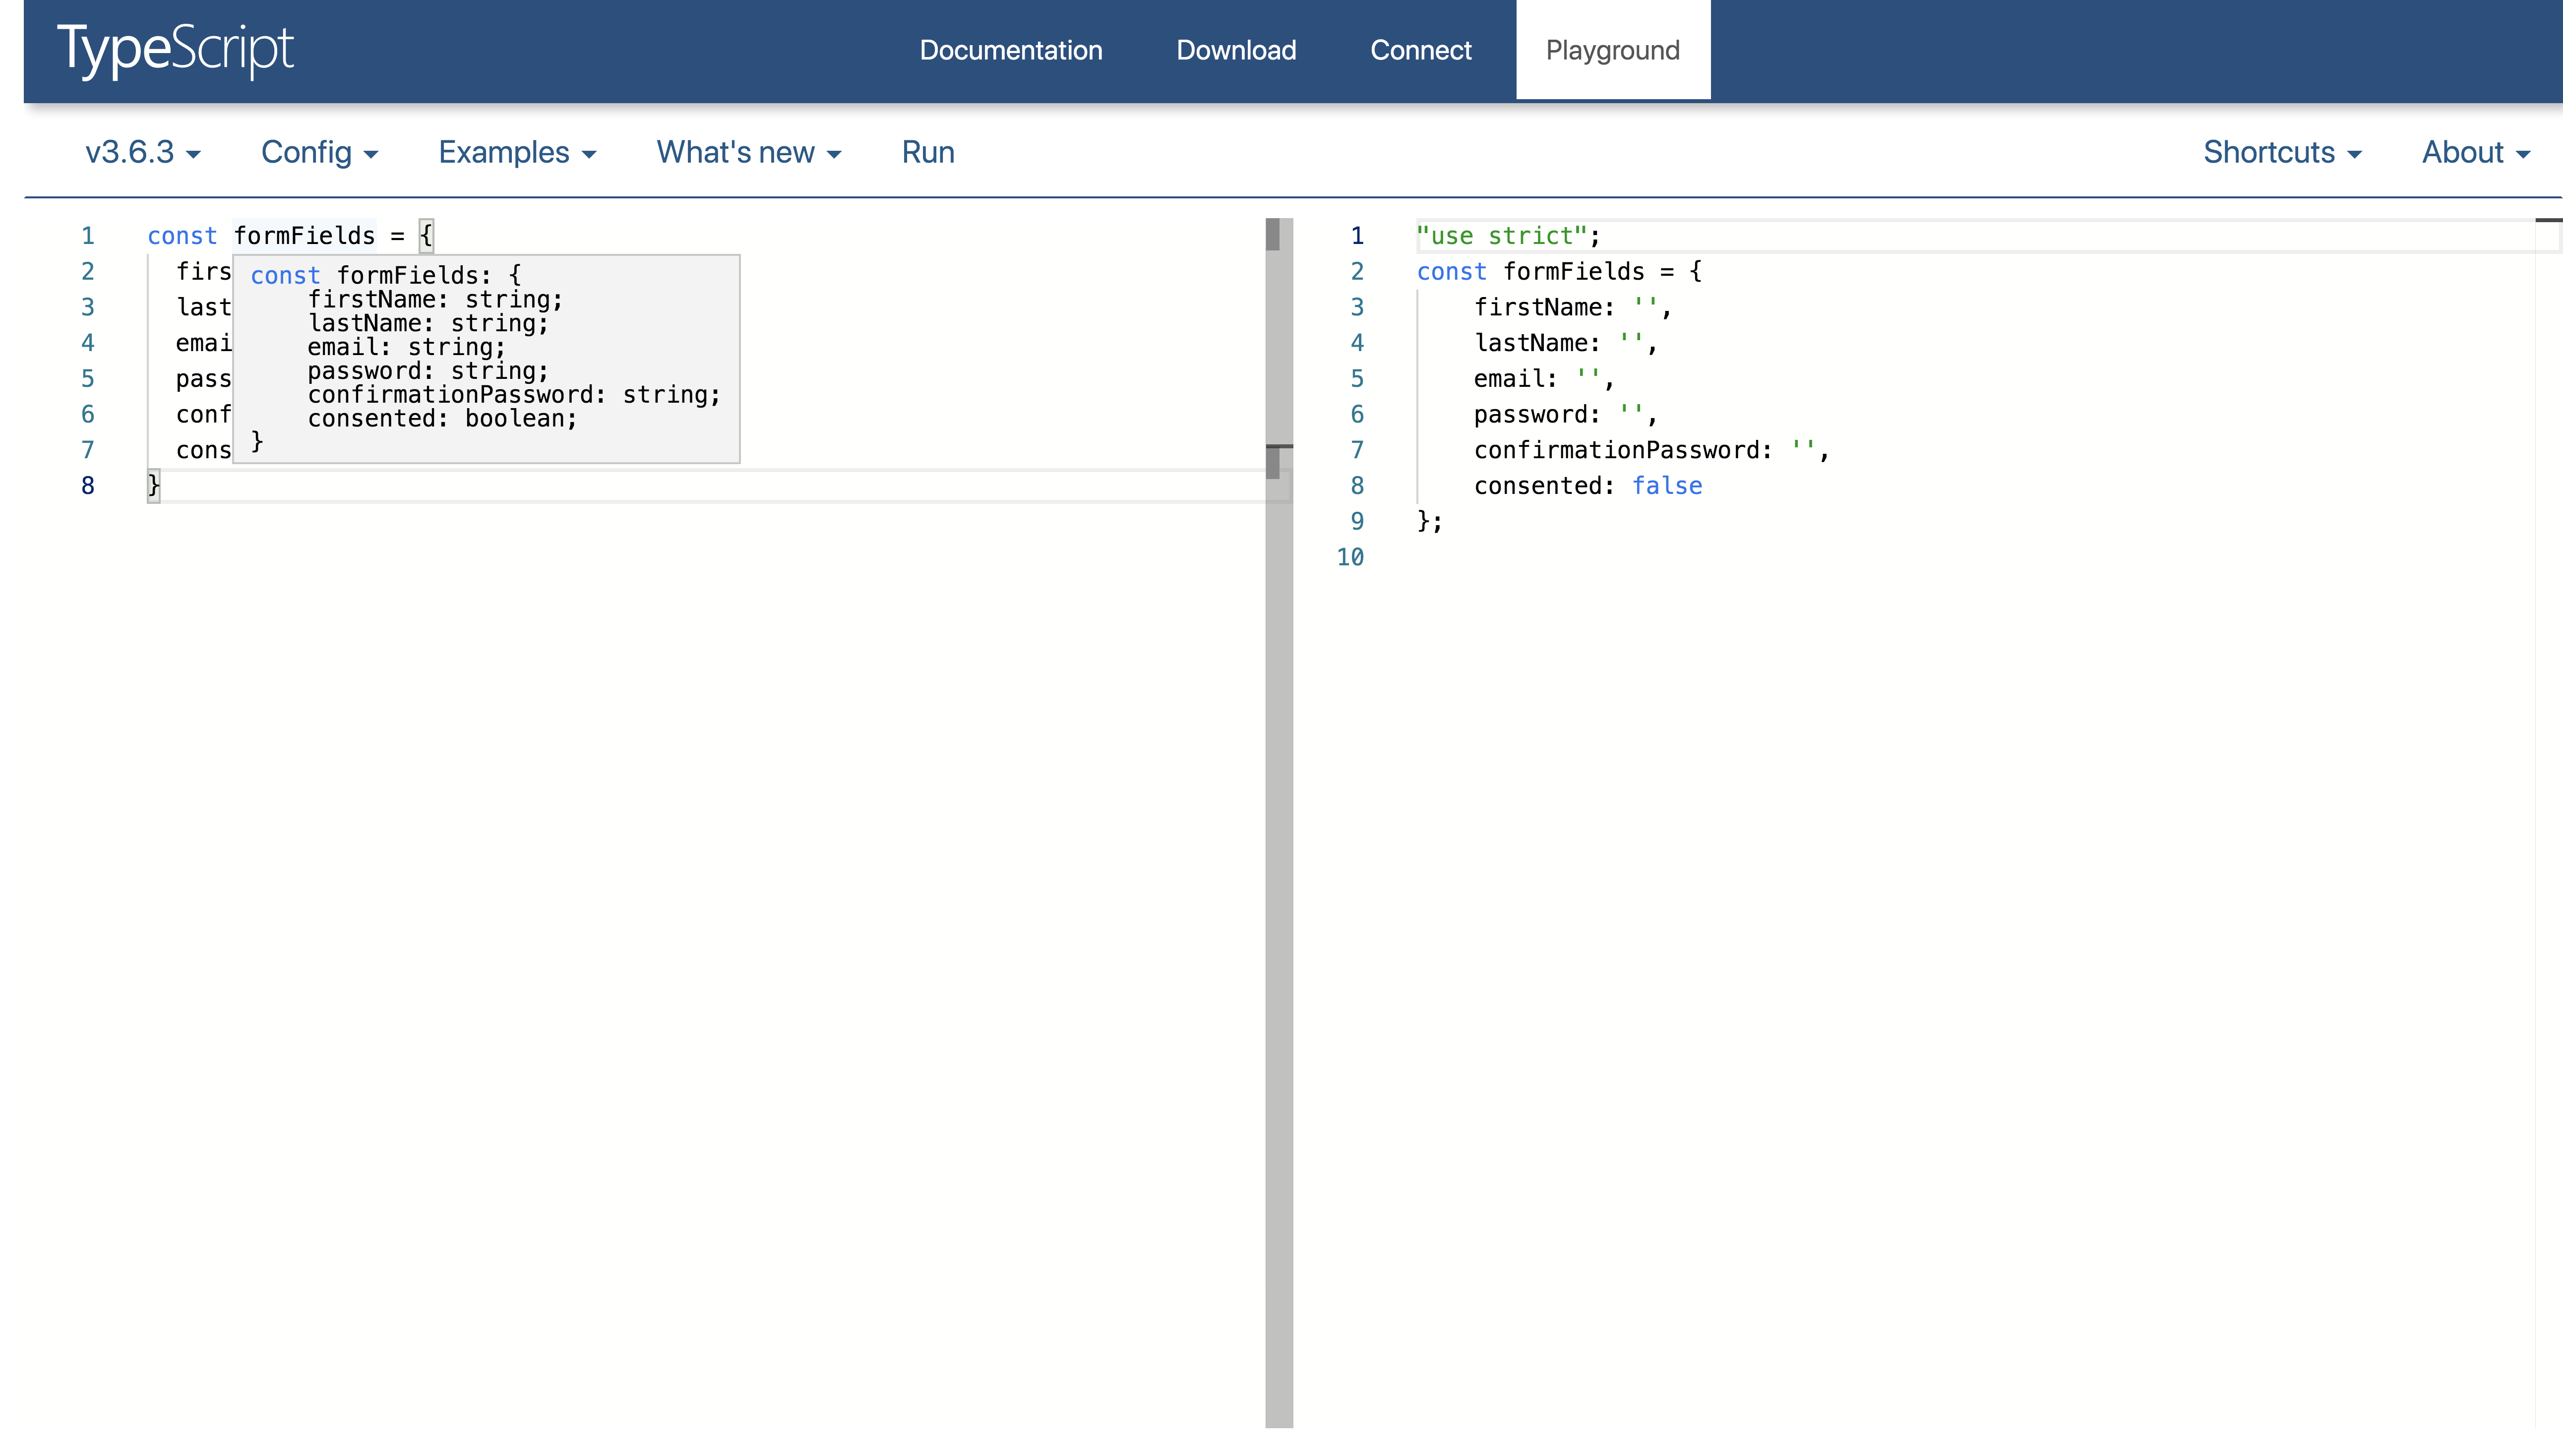 TypeScript
Documentation Download Connect Playground
v3.6.3 Config Examples What's new Run Shortcuts About
1 const formFields = {
2 firs
3 last
4 emai
5 pass
6 conf
7 cons
8 }
const formFields: {
firstName: string;
lastName: string;
email: string;
password: string;
confirmationPassword: string;
consented: boolean;
}
1 "use strict";
2 const formFields = {
3 firstName: '',
4 lastName: '',
5 email: '',
6 password: '',
7 confirmationPassword: '',
8 consented: false
9 };
10